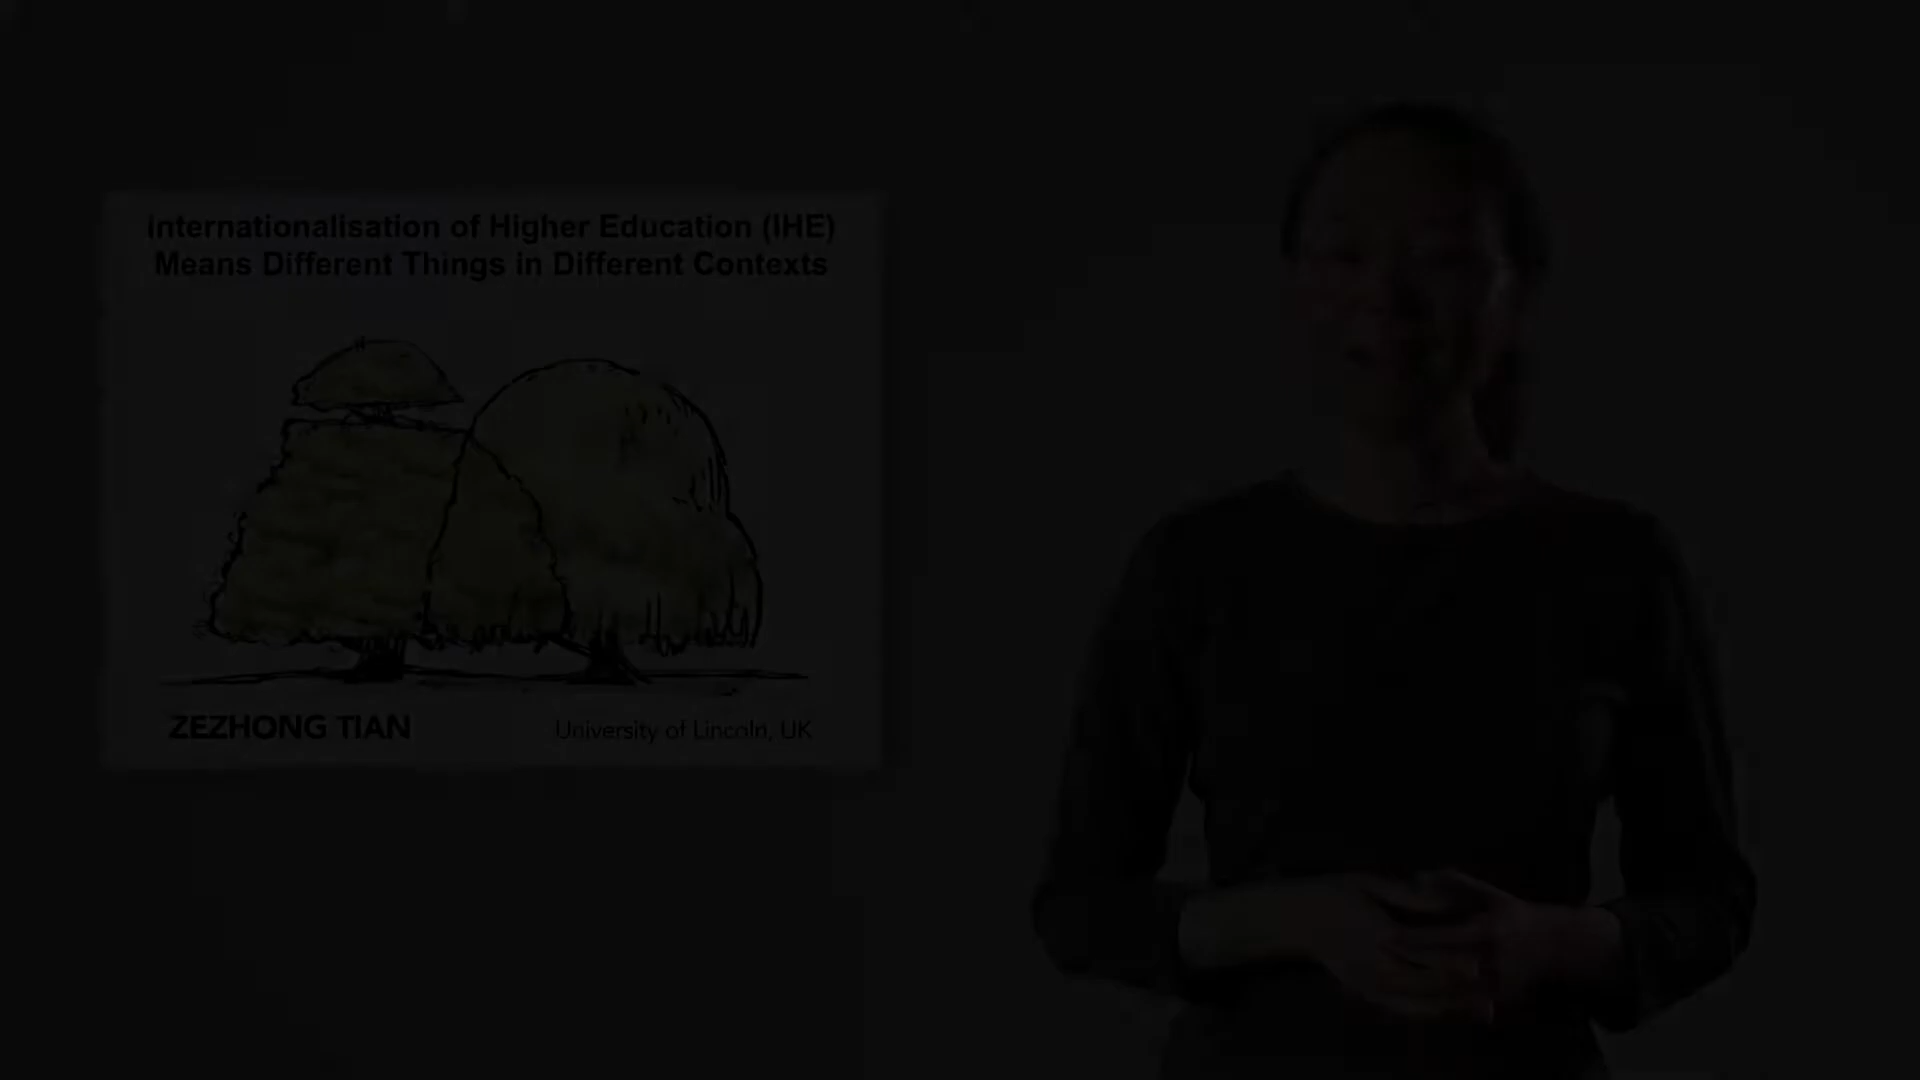 Internationalisation of Higher Education (IHE)
Means Different Things in Different Contexts
ZEZHONG TIAN
University of Lincoln, UK